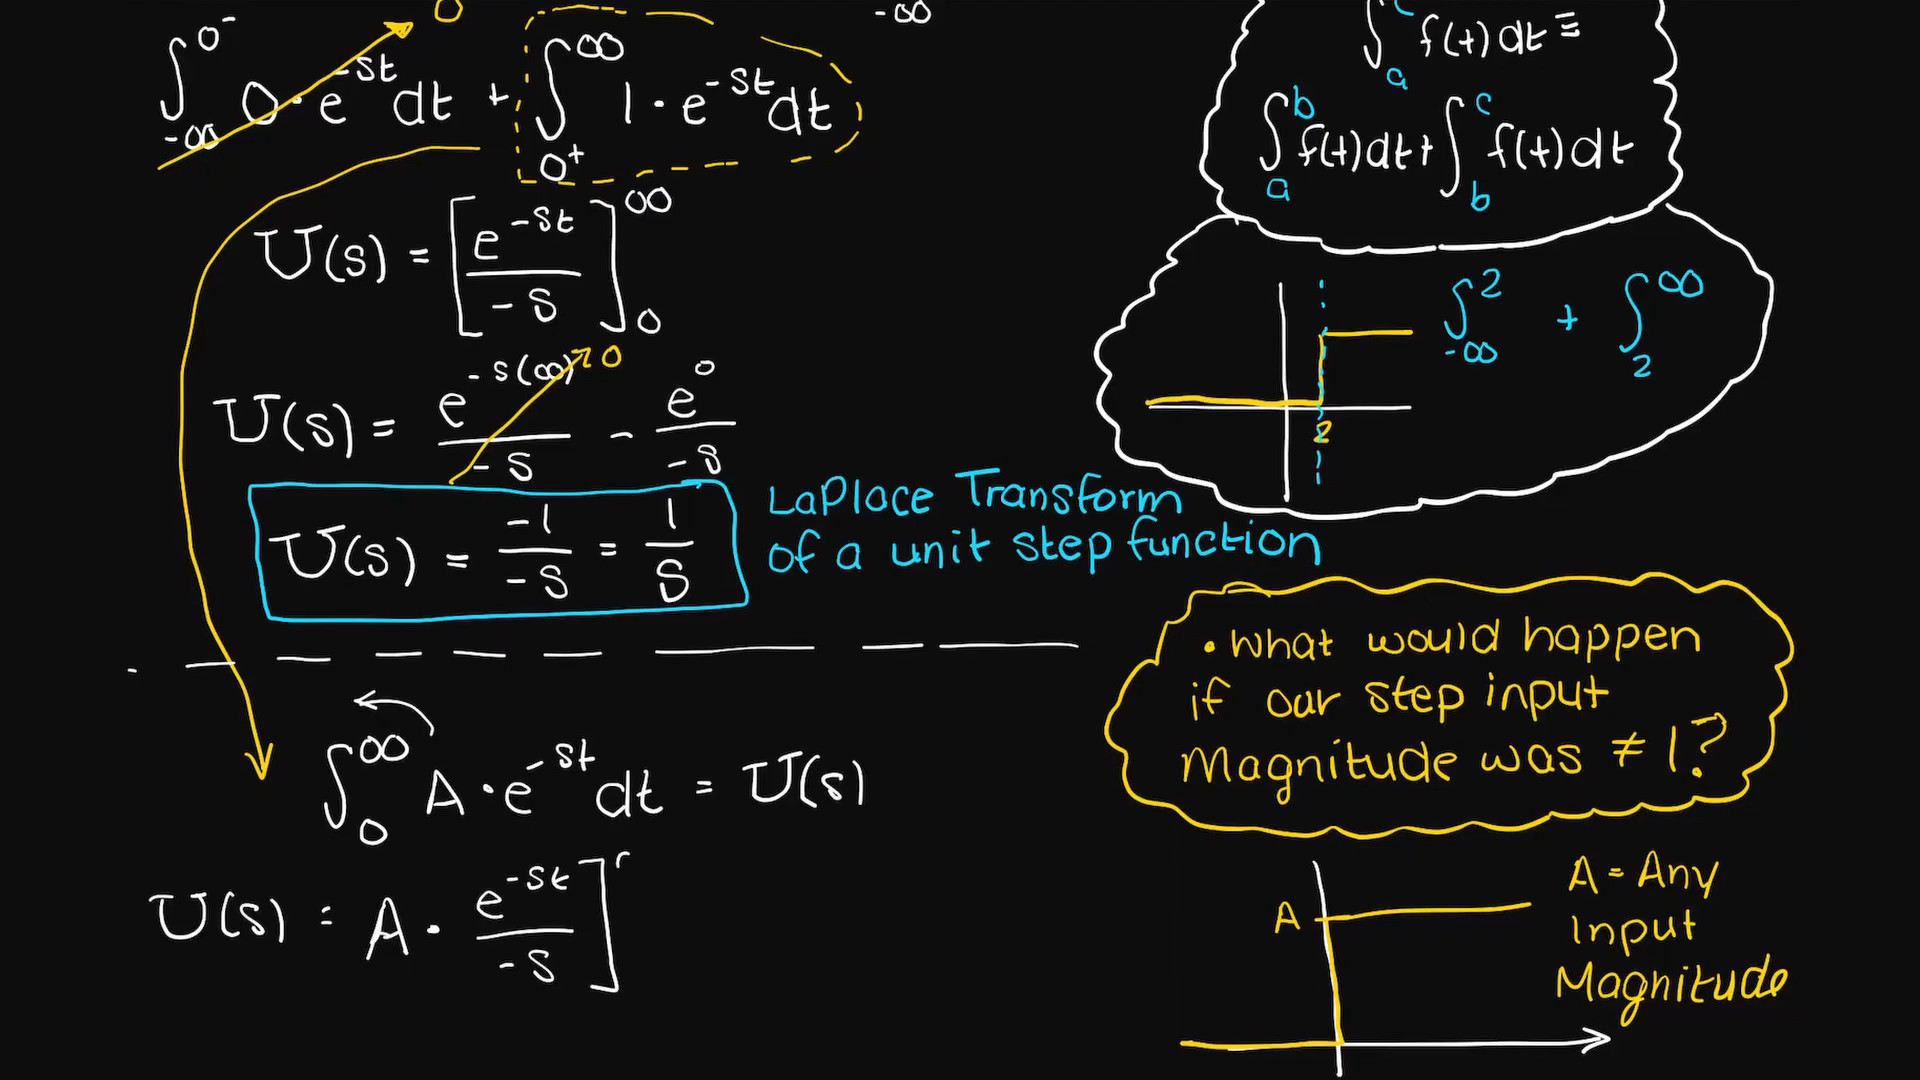 ∫_{-∞}^{0⁻} 0·e^{-st}dt + ∫_{0⁺}^{∞} 1·e^{-st}dt
0
-∞
U(s) = [e^{-st}/-s]_0^∞
U(s) = e^{-s(∞)}/-s - e^0/-s
0
U(s) = -1/-s = 1/s
LaPlace Transform
of a unit step function
∫_0^∞ A·e^{-st}dt = U(s)
U(s) = A· e^{-st}/-s ]
∫_a^c f(t)dt ≡
∫_a^b f(t)dt + ∫_b^c f(t)dt
∫_{-∞}^2 + ∫_2^∞
2
• What would happen
if our step input
Magnitude was ≠ 1?
A
A = Any
Input
Magnitude